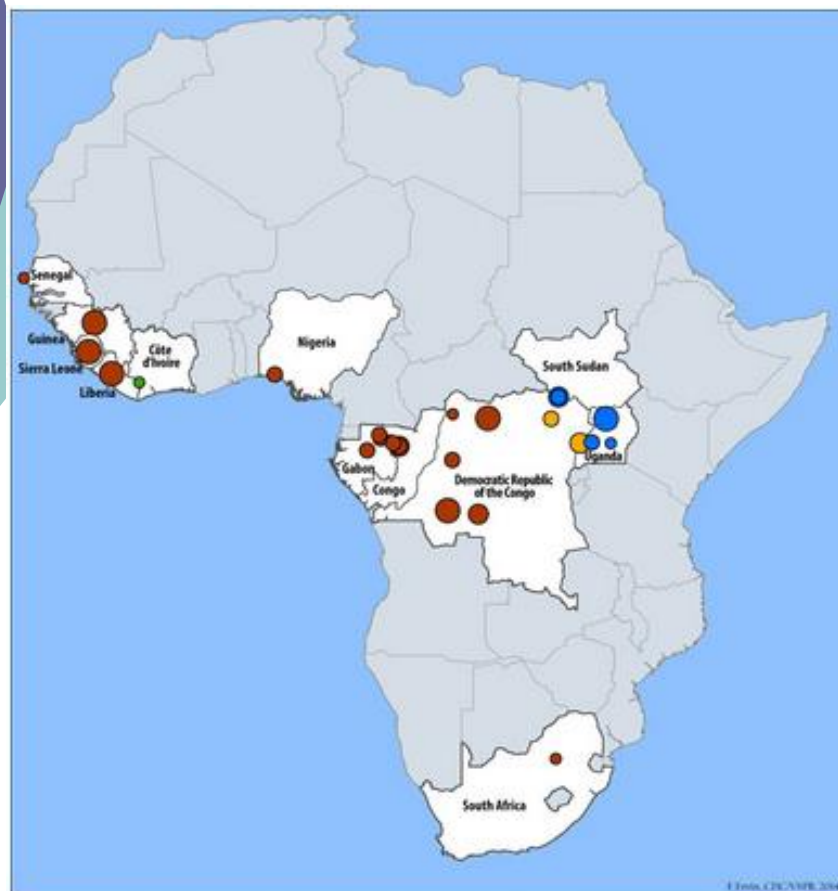 Senegal
Guinea
Sierra Leone
Liberia
Côte
d'Ivoire
Nigeria
South Sudan
Uganda
Gabon
Congo
Democratic Republic
of the Congo
South Africa